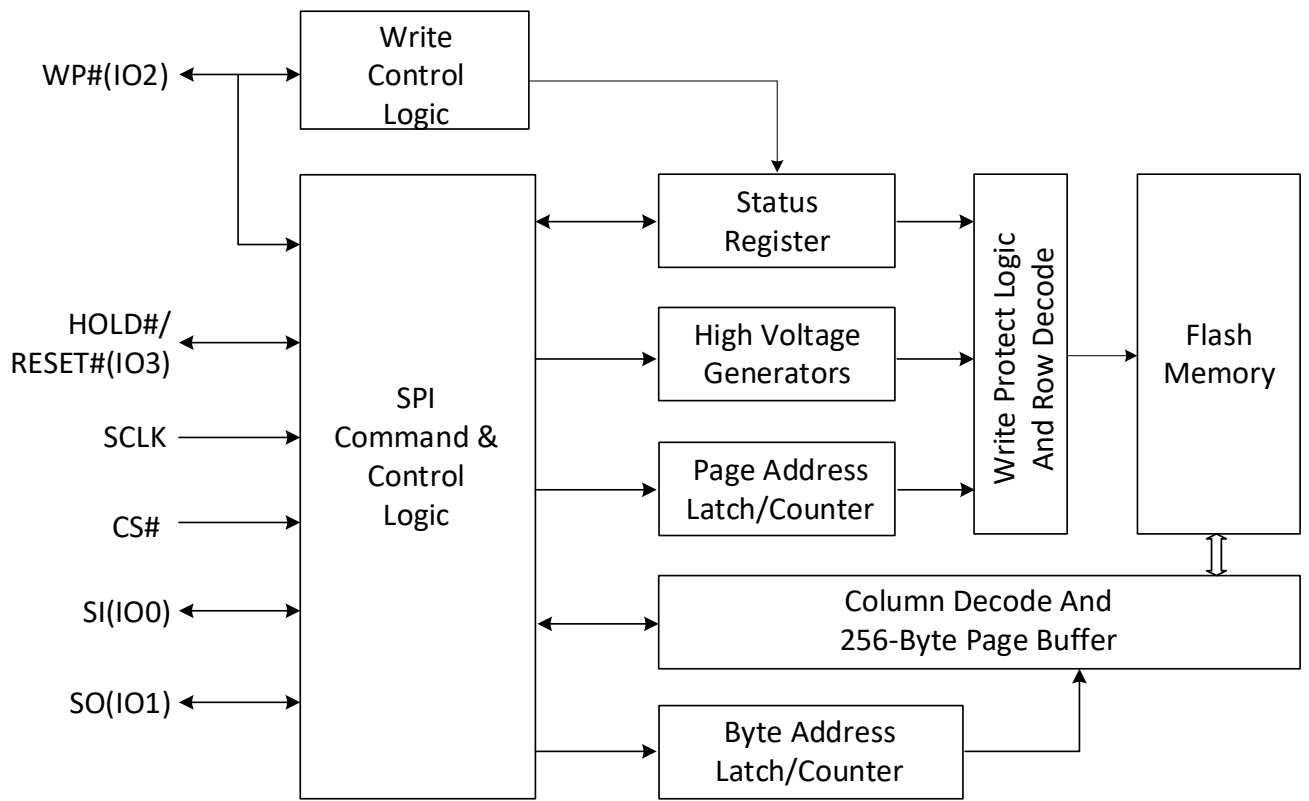 Write
Control
Logic
WP#(IO2)
HOLD#/
RESET#(IO3)
SCLK
CS#
SI(IO0)
SO(IO1)
SPI
Command &
Control
Logic
Status
Register
High Voltage
Generators
Page Address
Latch/Counter
Write Protect Logic
And Row Decode
Flash
Memory
Column Decode And
256-Byte Page Buffer
Byte Address
Latch/Counter